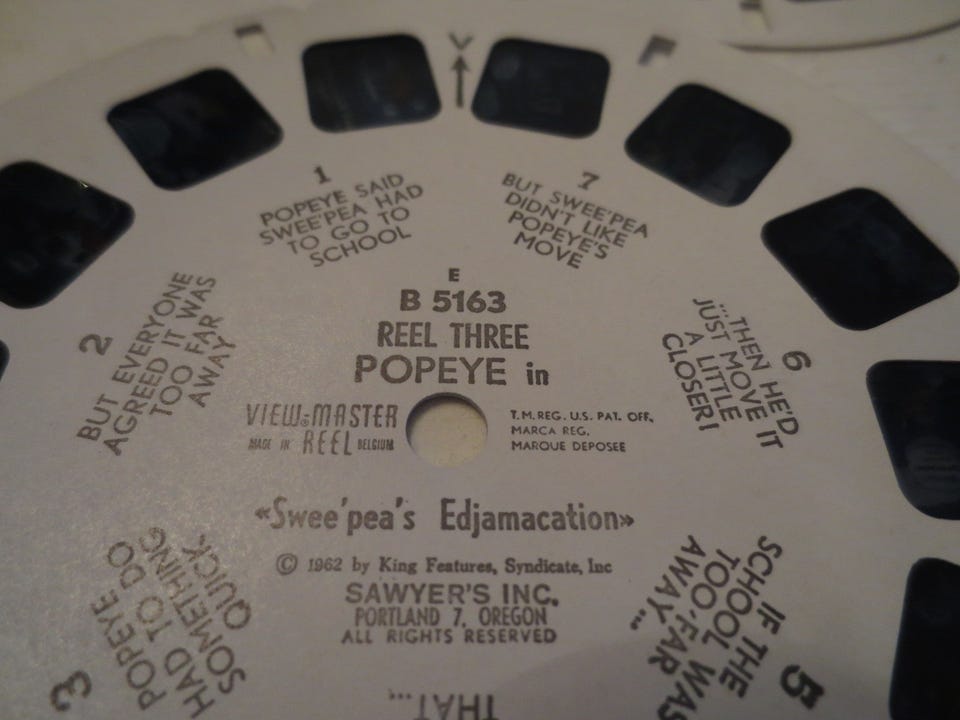 1
POPEYE SAID
SWEE'PEA HAD
TO GO TO
SCHOOL
7
BUT SWEE'PEA
DIDN'T LIKE
POPEYE'S
MOVE
2
BUT EVERYONE
AGREED IT WAS
TOO FAR
AWAY
E
B 5163
REEL THREE
POPEYE in
VIEW-MASTER
MADE IN REEL BELGIUM
T.M. REG. U.S. PAT. OFF.
MARCA REG.
MARQUE DEPOSEE
6
...THEN HE'D
JUST MOVE IT
A LITTLE
CLOSER!
«Swee'pea's Edjamacation»
© 1962 by King Features, Syndicate, Inc
SAWYER'S INC.
PORTLAND 7, OREGON
ALL RIGHTS RESERVED
3
POPEYE
HAD TO DO
SOMETHING
QUICK.
THAT...
5
IF THE
SCHOOL WAS
TOO FAR
AWAY...